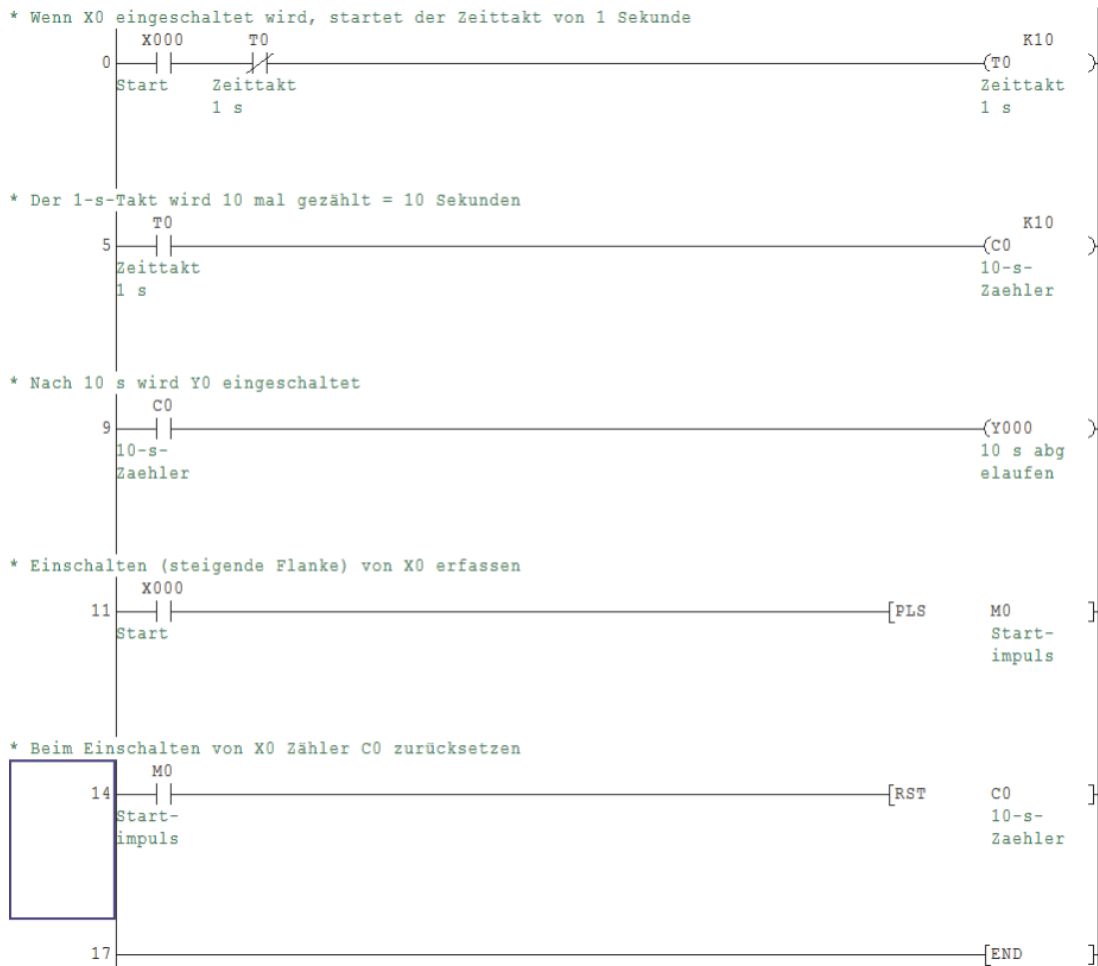 * Wenn X0 eingeschaltet wird, startet der Zeittakt von 1 Sekunde
X000 T0 K10
0 (T0 )
Start Zeittakt Zeittakt
1 s 1 s
* Der 1-s-Takt wird 10 mal gezählt = 10 Sekunden
T0 K10
5 (C0 )
Zeittakt 10-s-
1 s Zaehler
* Nach 10 s wird Y0 eingeschaltet
C0
9 (Y000 )
10-s- 10 s abg
Zaehler elaufen
* Einschalten (steigende Flanke) von X0 erfassen
X000
11 [PLS M0 ]
Start Start-
impuls
* Beim Einschalten von X0 Zähler C0 zurücksetzen
M0
14 [RST C0 ]
Start- 10-s-
impuls Zaehler
17 [END ]